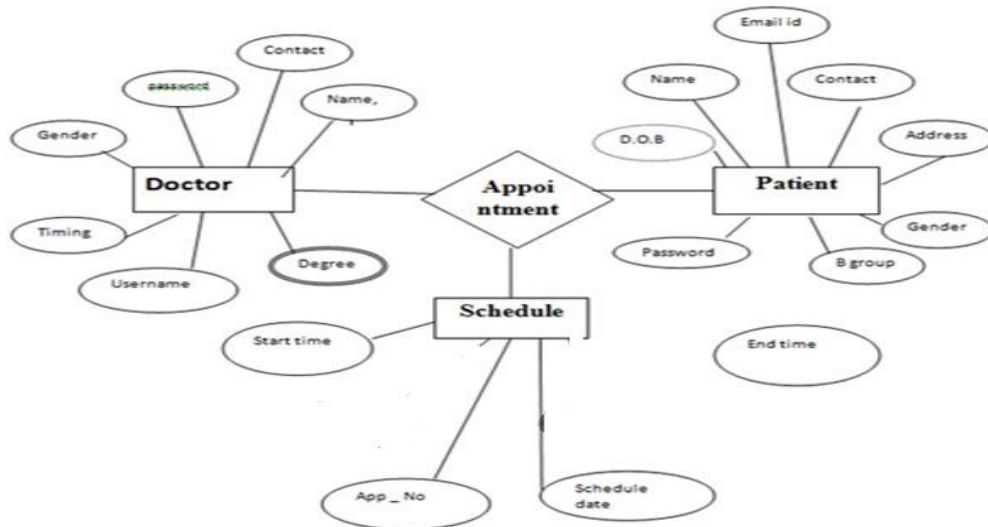 Email id
Contact
Name
Contact
password
Name,
Gender
D.O.B
Address
Doctor
Appoi
ntment
Patient
Timing
Gender
Degree
Password
B group
Username
Schedule
Start time
End time
App _ No
Schedule
date